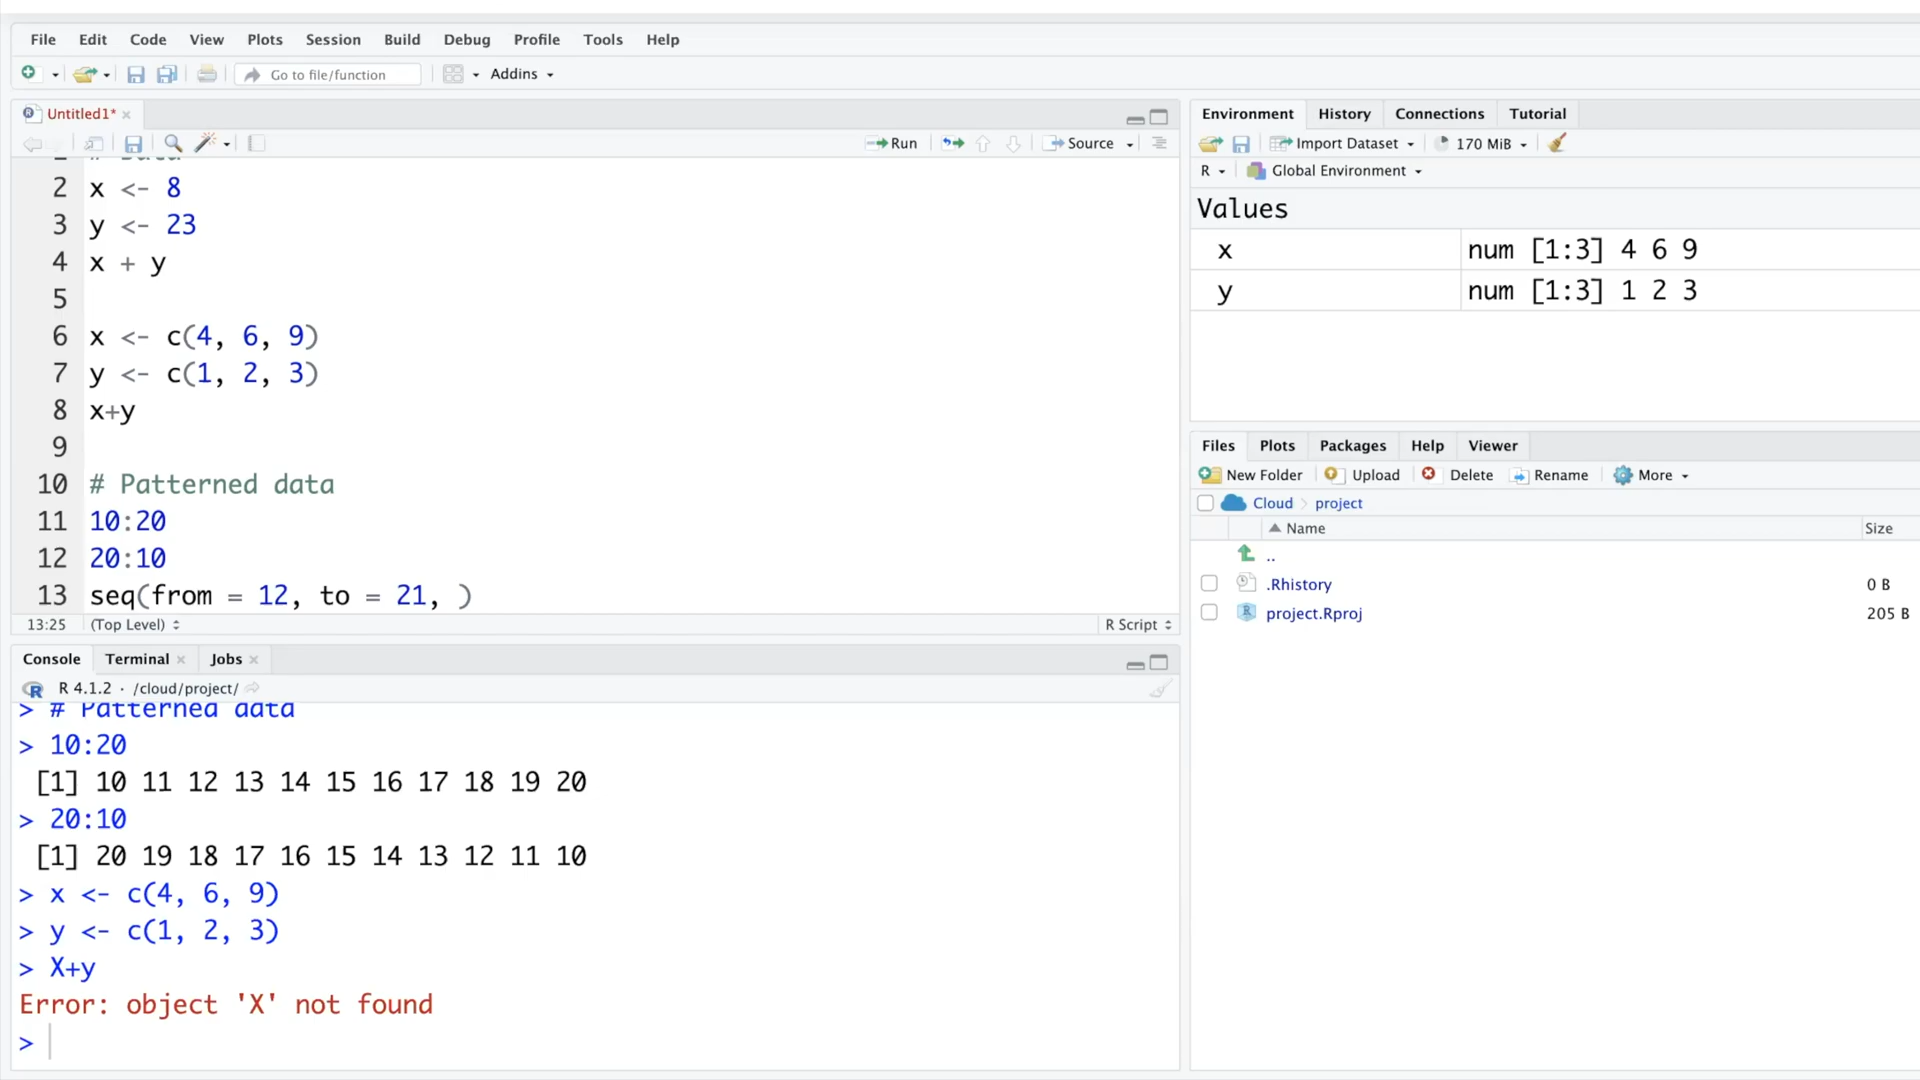 File Edit Code View Plots Session Build Debug Profile Tools Help
Go to file/function Addins
Untitled1* ×
Run Source
2 x <- 8
3 y <- 23
4 x + y
5
6 x <- c(4, 6, 9)
7 y <- c(1, 2, 3)
8 x+y
9
10 # Patterned data
11 10:20
12 20:10
13 seq(from = 12, to = 21, )
13:25 (Top Level) R Script
Console Terminal × Jobs ×
R 4.1.2 · /cloud/project/
> # Patterned data
> 10:20
[1] 10 11 12 13 14 15 16 17 18 19 20
> 20:10
[1] 20 19 18 17 16 15 14 13 12 11 10
> x <- c(4, 6, 9)
> y <- c(1, 2, 3)
> X+y
Error: object 'X' not found
>
Environment History Connections Tutorial
Import Dataset 170 MiB
R Global Environment
Values
x num [1:3] 4 6 9
y num [1:3] 1 2 3
Files Plots Packages Help Viewer
New Folder Upload Delete Rename More
Cloud project
Name Size
..
.Rhistory 0 B
project.Rproj 205 B